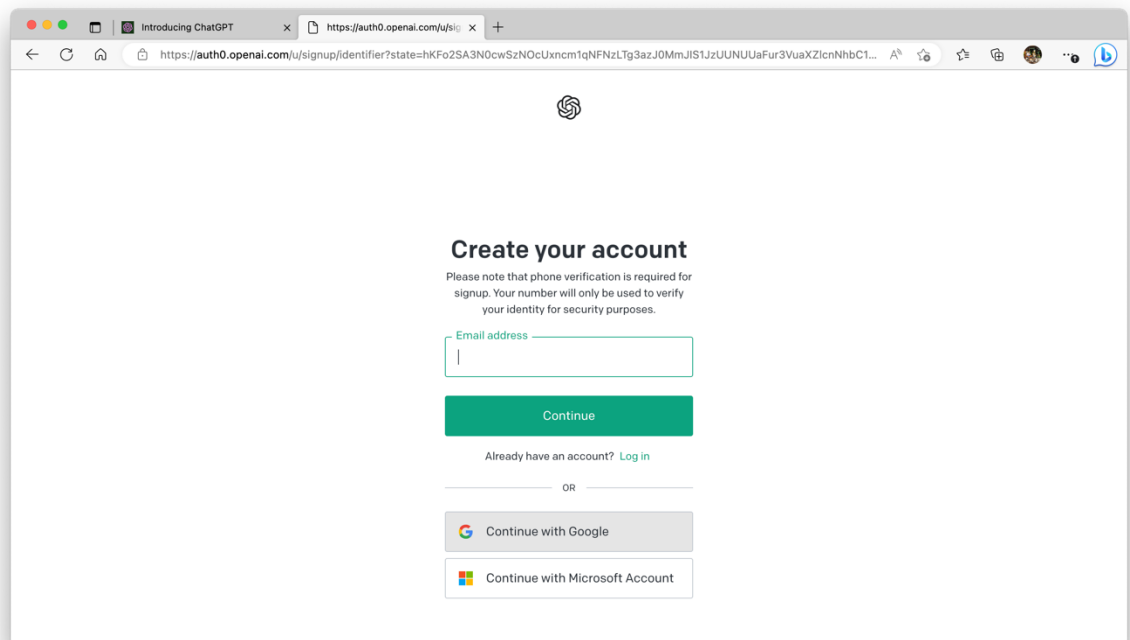 Introducing ChatGPT
https://auth0.openai.com/u/sig
https://auth0.openai.com/u/signup/identifier?state=hKFo2SA3N0cwSzNOcUxncm1qNFNzLTg3azJ0MmJIS1JzUUNUUaFur3VuaXZlcnNhbC1...
Create your account
Please note that phone verification is required for
signup. Your number will only be used to verify
your identity for security purposes.
Email address
Continue
Already have an account? Log in
OR
Continue with Google
Continue with Microsoft Account